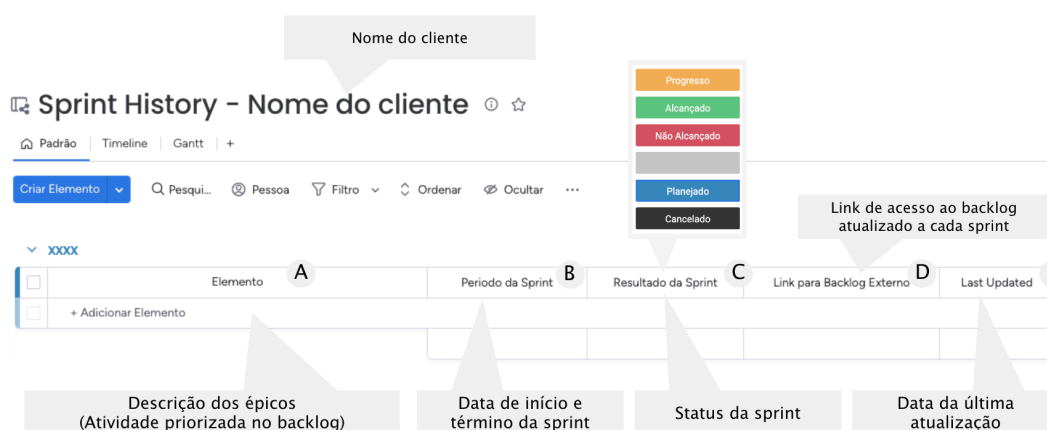 Nome do cliente
Sprint History - Nome do cliente
Progresso
Alcançado
Não Alcançado
Planejado
Cancelado
Padrão
Timeline
Gantt
+
Criar Elemento
Pesqui...
Pessoa
Filtro
Ordenar
Ocultar
...
Link de acesso ao backlog
atualizado a cada sprint
xxxx
Elemento A
Periodo da Sprint B
Resultado da Sprint C
Link para Backlog Externo D
Last Updated
+ Adicionar Elemento
Descrição dos épicos
(Atividade priorizada no backlog)
Data de início e
término da sprint
Status da sprint
Data da última
atualização